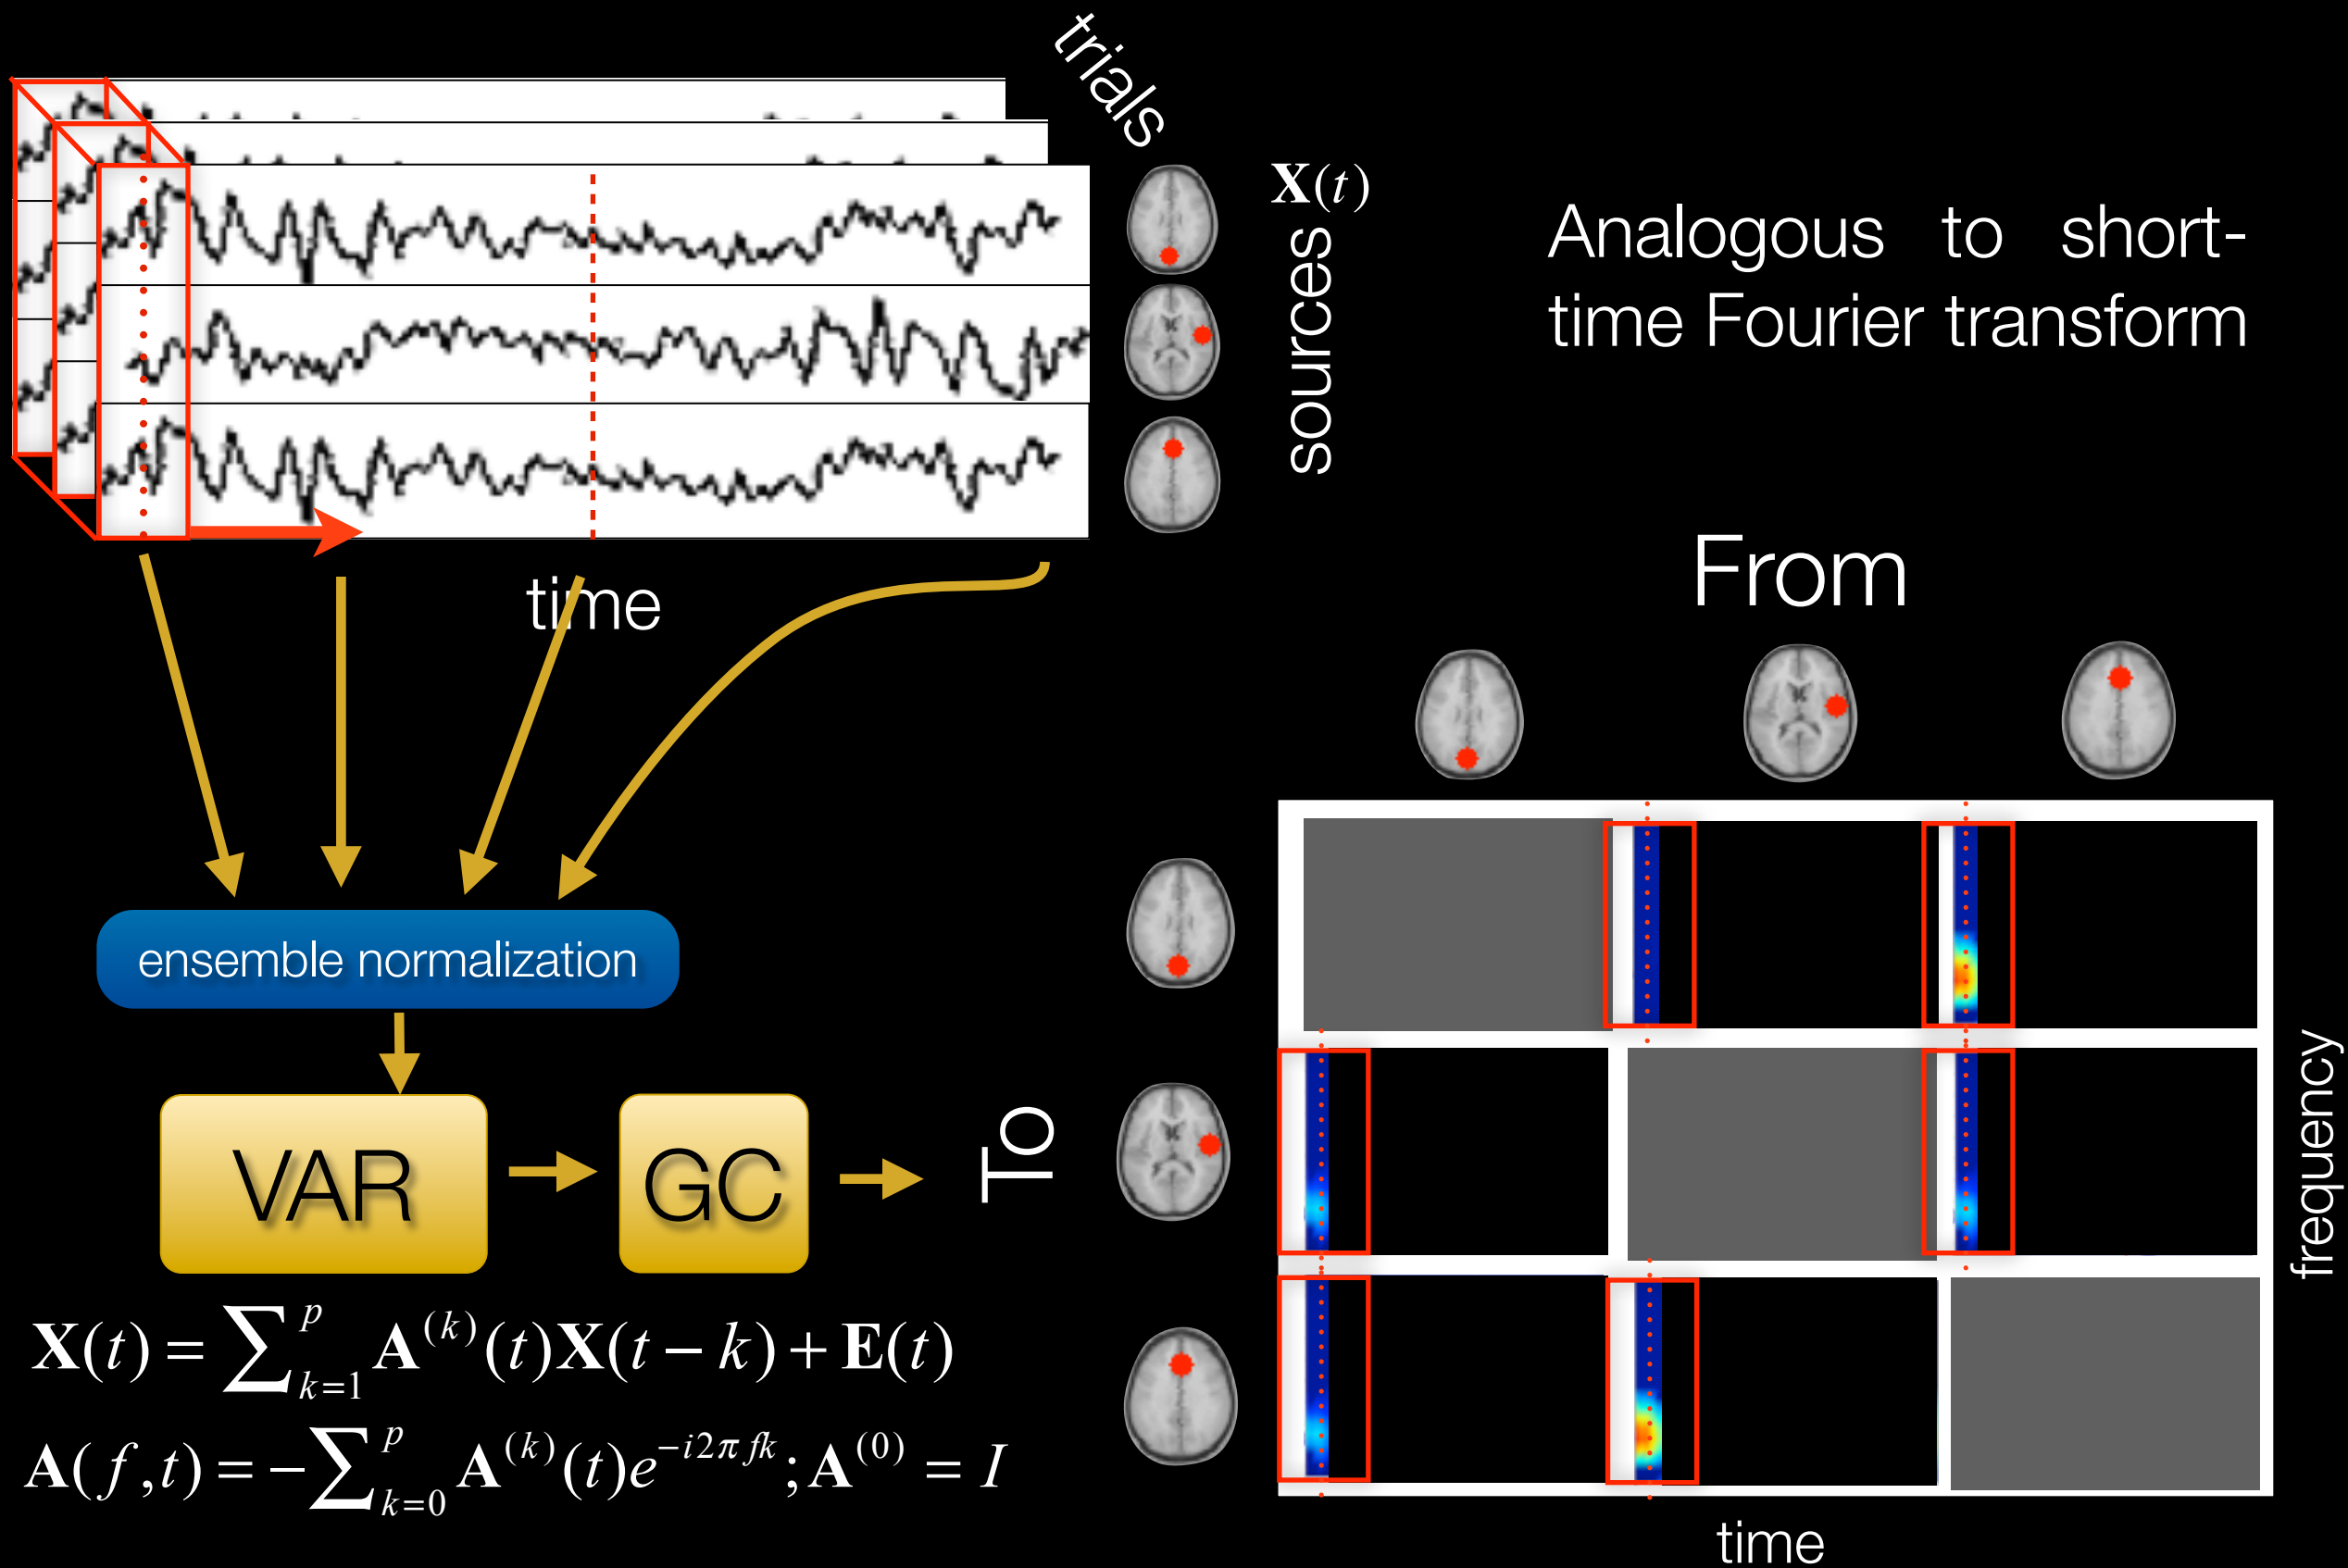 trials
X(t)
sources
Analogous to short-
time Fourier transform
time
From
ensemble normalization
VAR
GC
To
frequency
X(t) = ∑_{k=1}^{p} A^{(k)}(t)X(t − k) + E(t)
A(f,t) = −∑_{k=0}^{p} A^{(k)}(t)e^{−i2πfk}; A^{(0)} = I
time